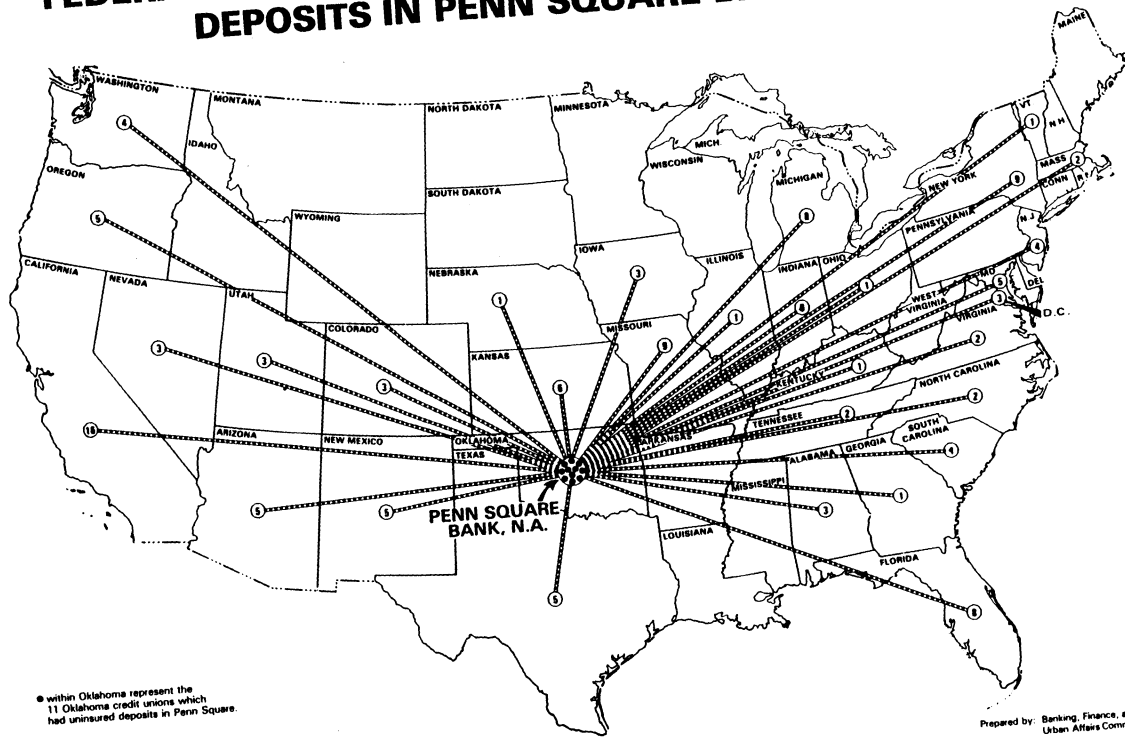 DEPOSITS IN PENN SQUARE
MAINE
WASHINGTON
MONTANA
NORTH DAKOTA
MINNESOTA
VT
N H
4
1
IDAHO
MICH.
WISCONSIN
MASS
2
OREGON
MICHIGAN
NEW YORK
9
CONN
R I
SOUTH DAKOTA
WYOMING
5
8
N J
PENNSYLVANIA
IOWA
4
CALIFORNIA
NEVADA
NEBRASKA
3
ILLINOIS
INDIANA
OHIO
1
MD
5
DEL
UTAH
1
WEST
VIRGINIA
3
VIRGINIA
D.C.
COLORADO
MISSOURI
1
2
3
3
KANSAS
9
1
KENTUCKY
3
6
NORTH CAROLINA
2
16
ARIZONA
NEW MEXICO
OKLAHOMA
TEXAS
ARKANSAS
TENNESSEE
2
SOUTH
CAROLINA
4
GEORGIA
ALABAMA
MISSISSIPPI
1
5
5
3
PENN SQUARE
BANK, N.A.
LOUISIANA
FLORIDA
5
● within Oklahoma represent the
11 Oklahoma credit unions which
had uninsured deposits in Penn Square.
Prepared by: Banking, Finance,
Urban Affairs